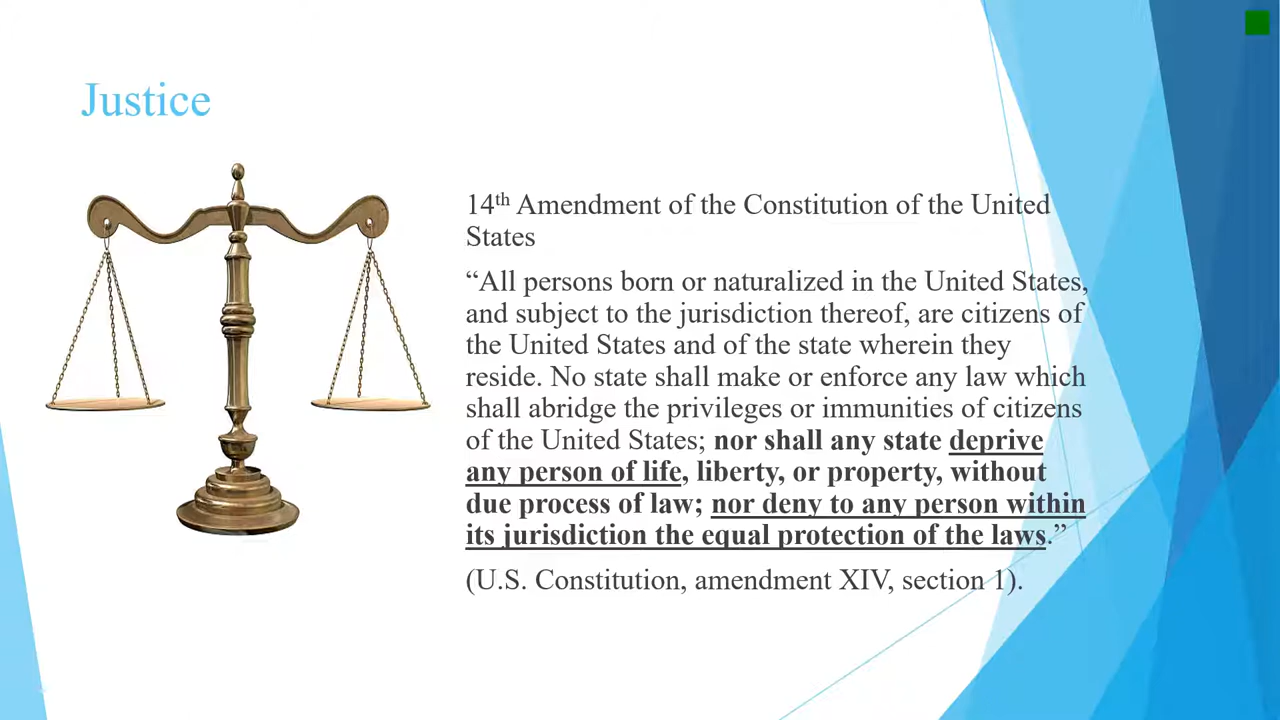 Justice
14th Amendment of the Constitution of the United
States
“All persons born or naturalized in the United States,
and subject to the jurisdiction thereof, are citizens of
the United States and of the state wherein they
reside. No state shall make or enforce any law which
shall abridge the privileges or immunities of citizens
of the United States; nor shall any state deprive
any person of life, liberty, or property, without
due process of law; nor deny to any person within
its jurisdiction the equal protection of the laws.”
(U.S. Constitution, amendment XIV, section 1).